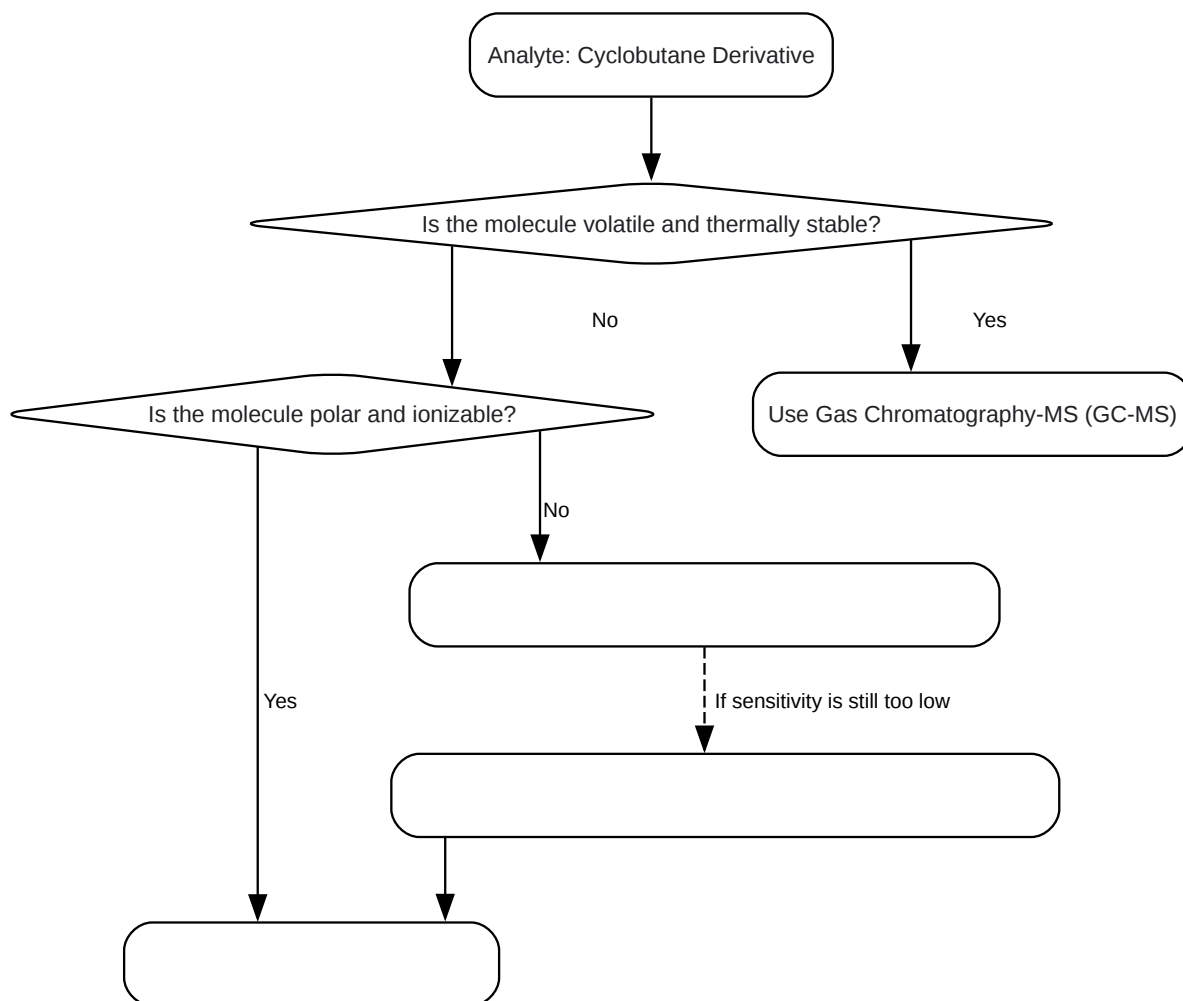 Analyte: Cyclobutane Derivative
Is the molecule volatile and thermally stable?
No
Yes
Is the molecule polar and ionizable?
Use Gas Chromatography-MS (GC-MS)
No
Yes
If sensitivity is still too low